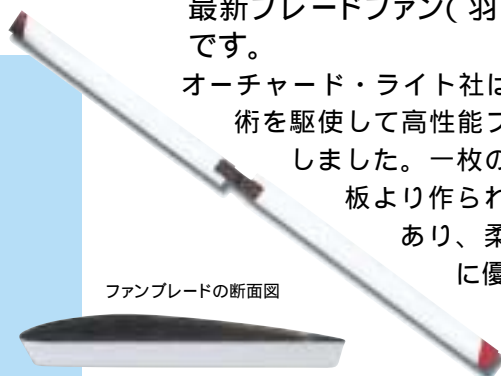 最新ブレードファン( 羽
です。
オーチャード・ライト社は
術を駆使して高性能フ
しました。一枚の
板より作られ
あり、柔
に優
ファンブレードの断面図